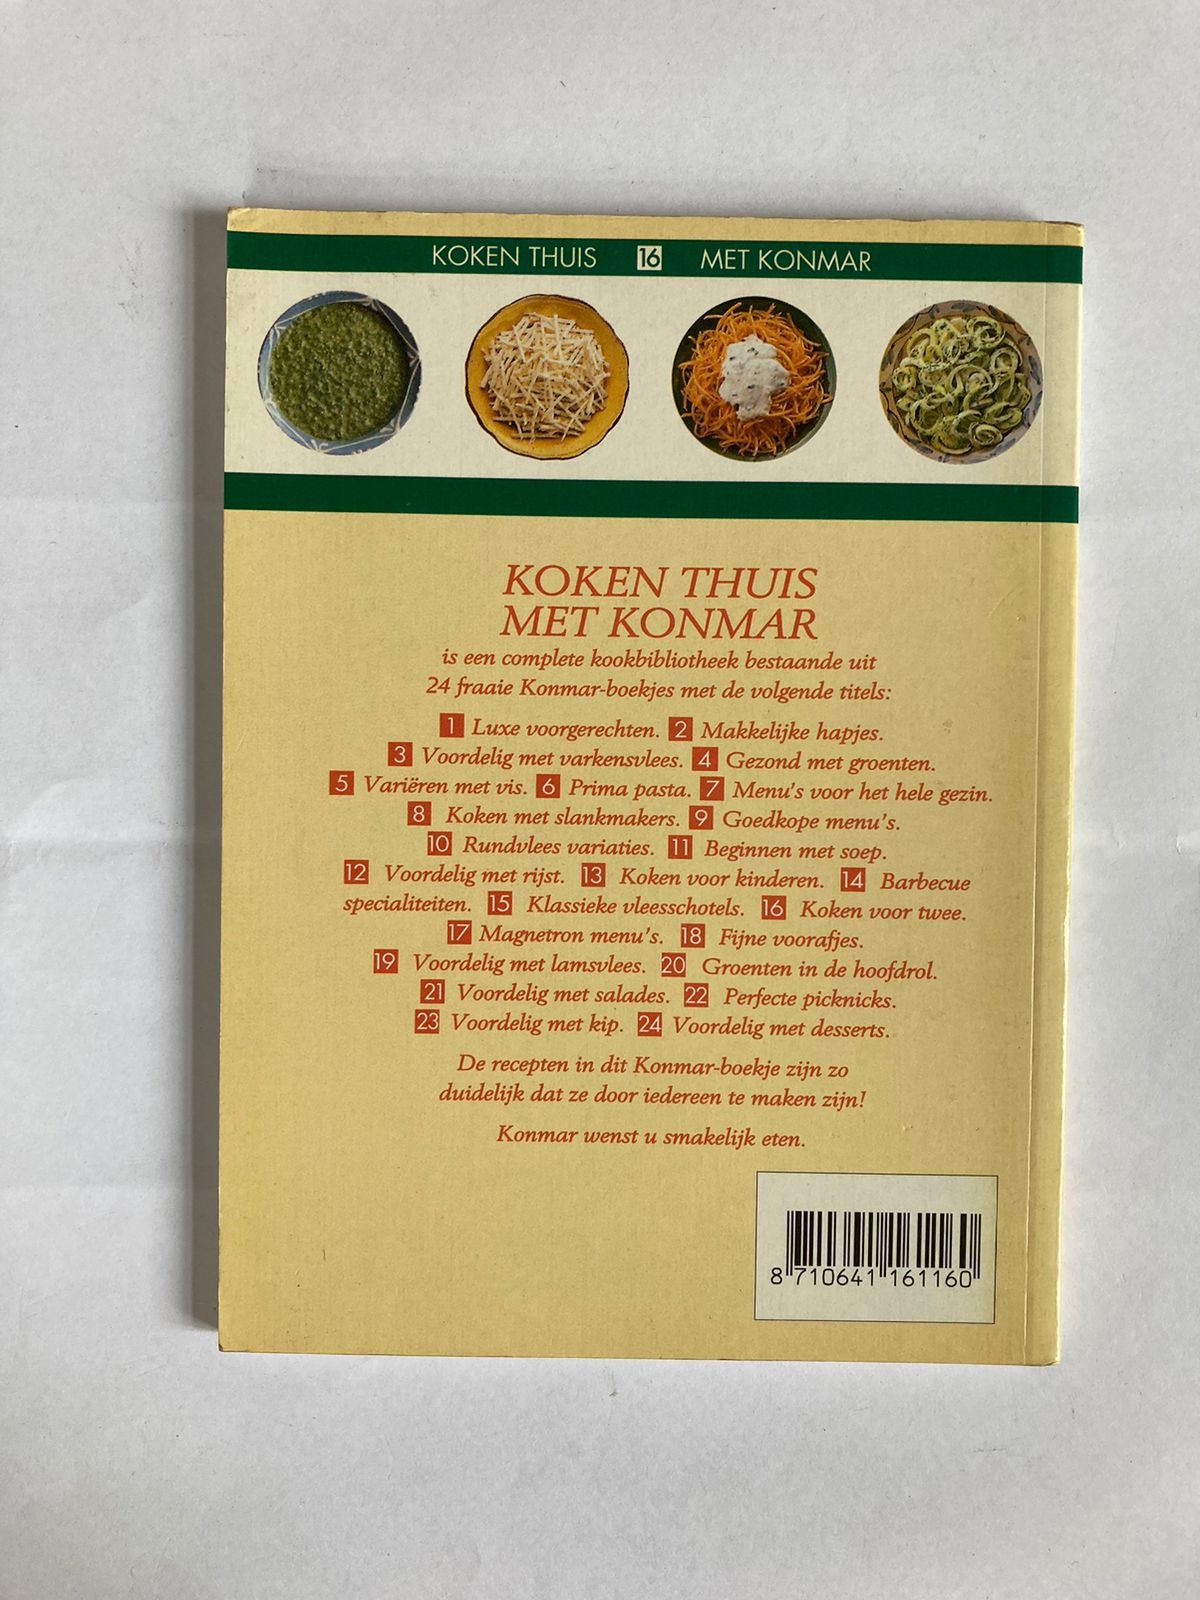 KOKEN THUIS 16 MET KONMAR
KOKEN THUIS
MET KONMAR
is een complete kookbibliotheek bestaande uit
24 fraaie Konmar-boekjes met de volgende titels:
1 Luxe voorgerechten. 2 Makkelijke hapjes.
3 Voordelig met varkensvlees. 4 Gezond met groenten.
5 Variëren met vis. 6 Prima pasta. 7 Menu's voor het hele gezin.
8 Koken met slankmakers. 9 Goedkope menu's.
10 Rundvlees variaties. 11 Beginnen met soep.
12 Voordelig met rijst. 13 Koken voor kinderen. 14 Barbecue
specialiteiten. 15 Klassieke vleesschotels. 16 Koken voor twee.
17 Magnetron menu's. 18 Fijne voorafjes.
19 Voordelig met lamsvlees. 20 Groenten in de hoofdrol.
21 Voordelig met salades. 22 Perfecte picknicks.
23 Voordelig met kip. 24 Voordelig met desserts.
De recepten in dit Konmar-boekje zijn zo
duidelijk dat ze door iedereen te maken zijn!
Konmar wenst u smakelijk eten.
8 710641 161160